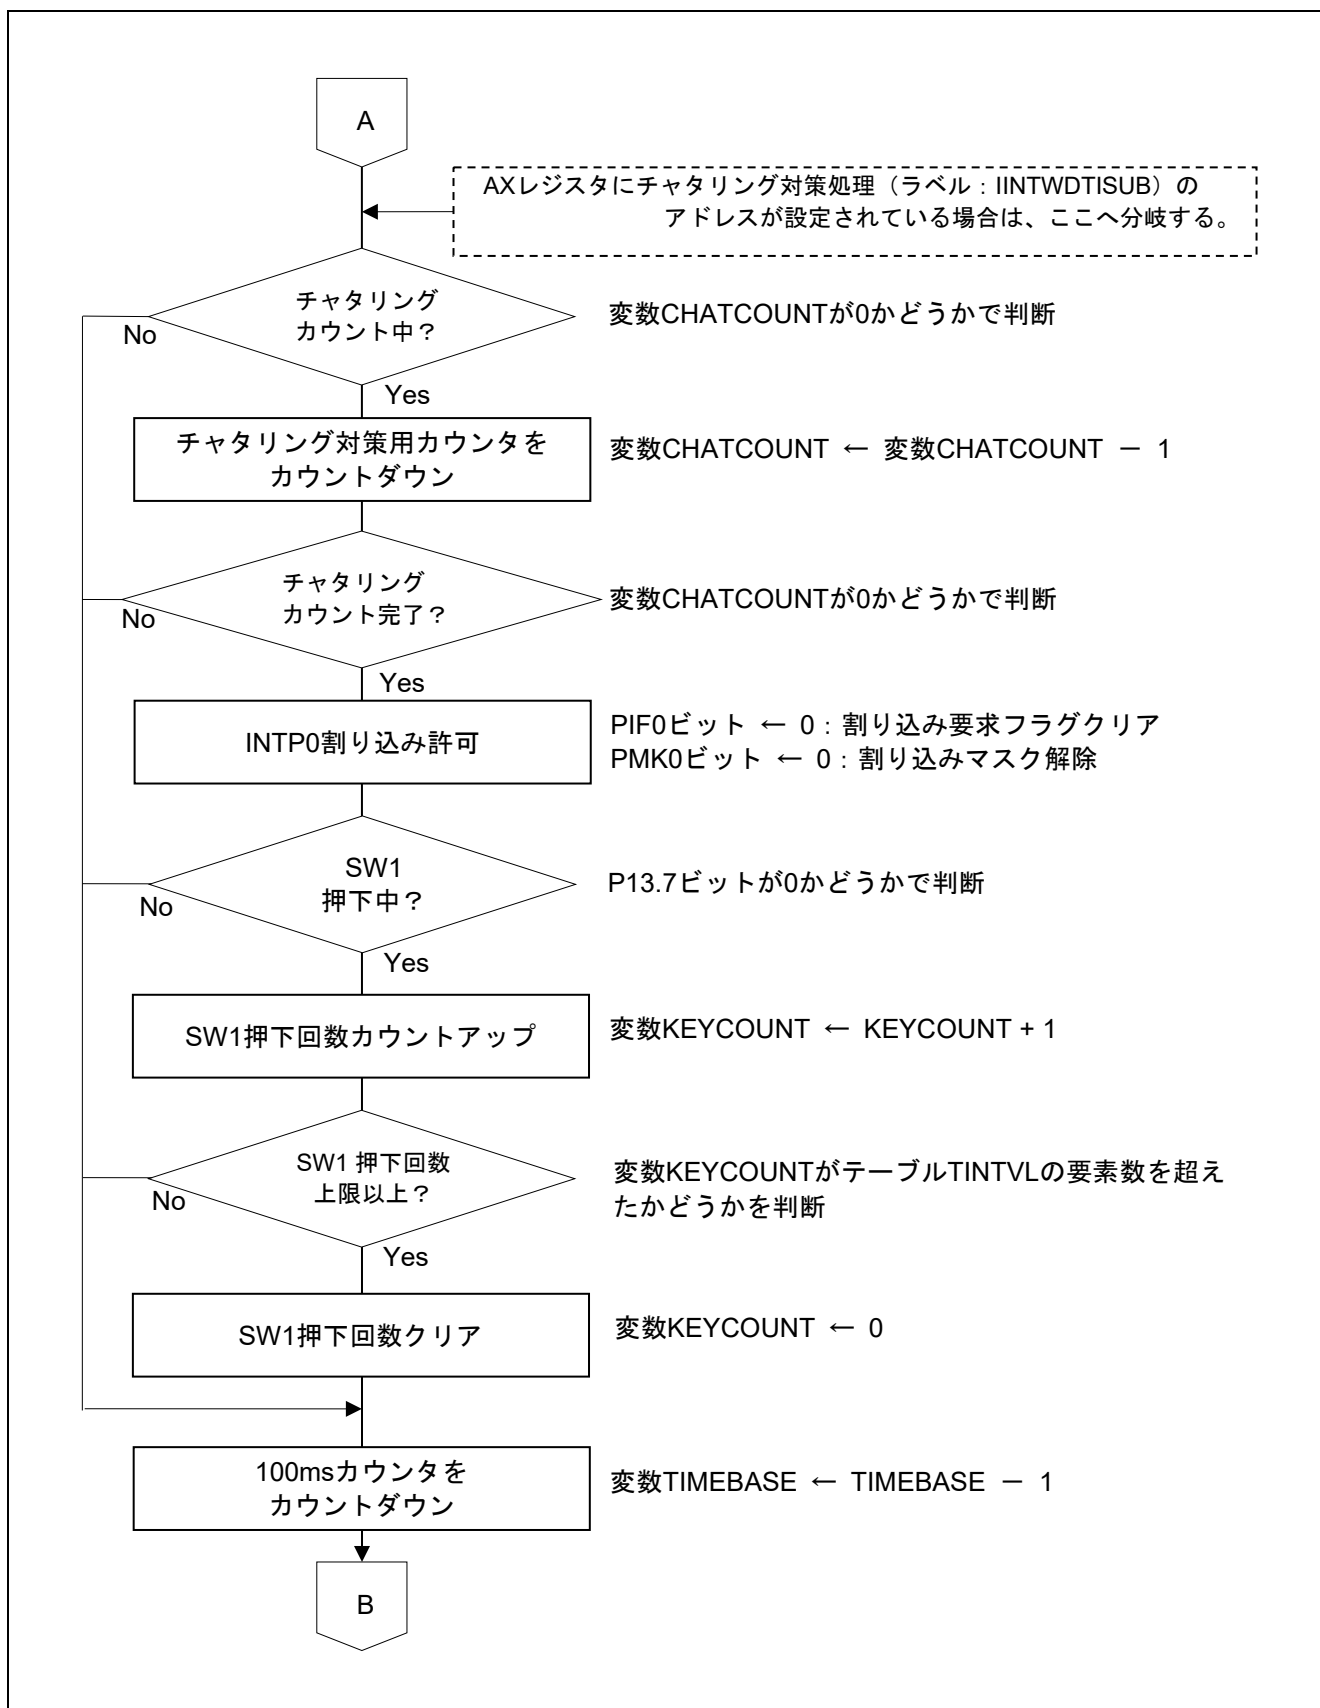 A
AXレジスタにチャタリング対策処理（ラベル：IINTWDTISUB）の
アドレスが設定されている場合は、ここへ分岐する。
チャタリング
カウント中？
変数CHATCOUNTが0かどうかで判断
No
Yes
チャタリング対策用カウンタを
カウントダウン
変数CHATCOUNT ← 変数CHATCOUNT － 1
チャタリング
カウント完了？
変数CHATCOUNTが0かどうかで判断
No
Yes
INTP0割り込み許可
PIF0ビット ← 0：割り込み要求フラグクリア
PMK0ビット ← 0：割り込みマスク解除
SW1
押下中？
P13.7ビットが0かどうかで判断
No
Yes
SW1押下回数カウントアップ
変数KEYCOUNT ← KEYCOUNT + 1
SW1 押下回数
上限以上？
変数KEYCOUNTがテーブルTINTVLの要素数を超え
たかどうかを判断
No
Yes
SW1押下回数クリア
変数KEYCOUNT ← 0
100msカウンタを
カウントダウン
変数TIMEBASE ← TIMEBASE － 1
B